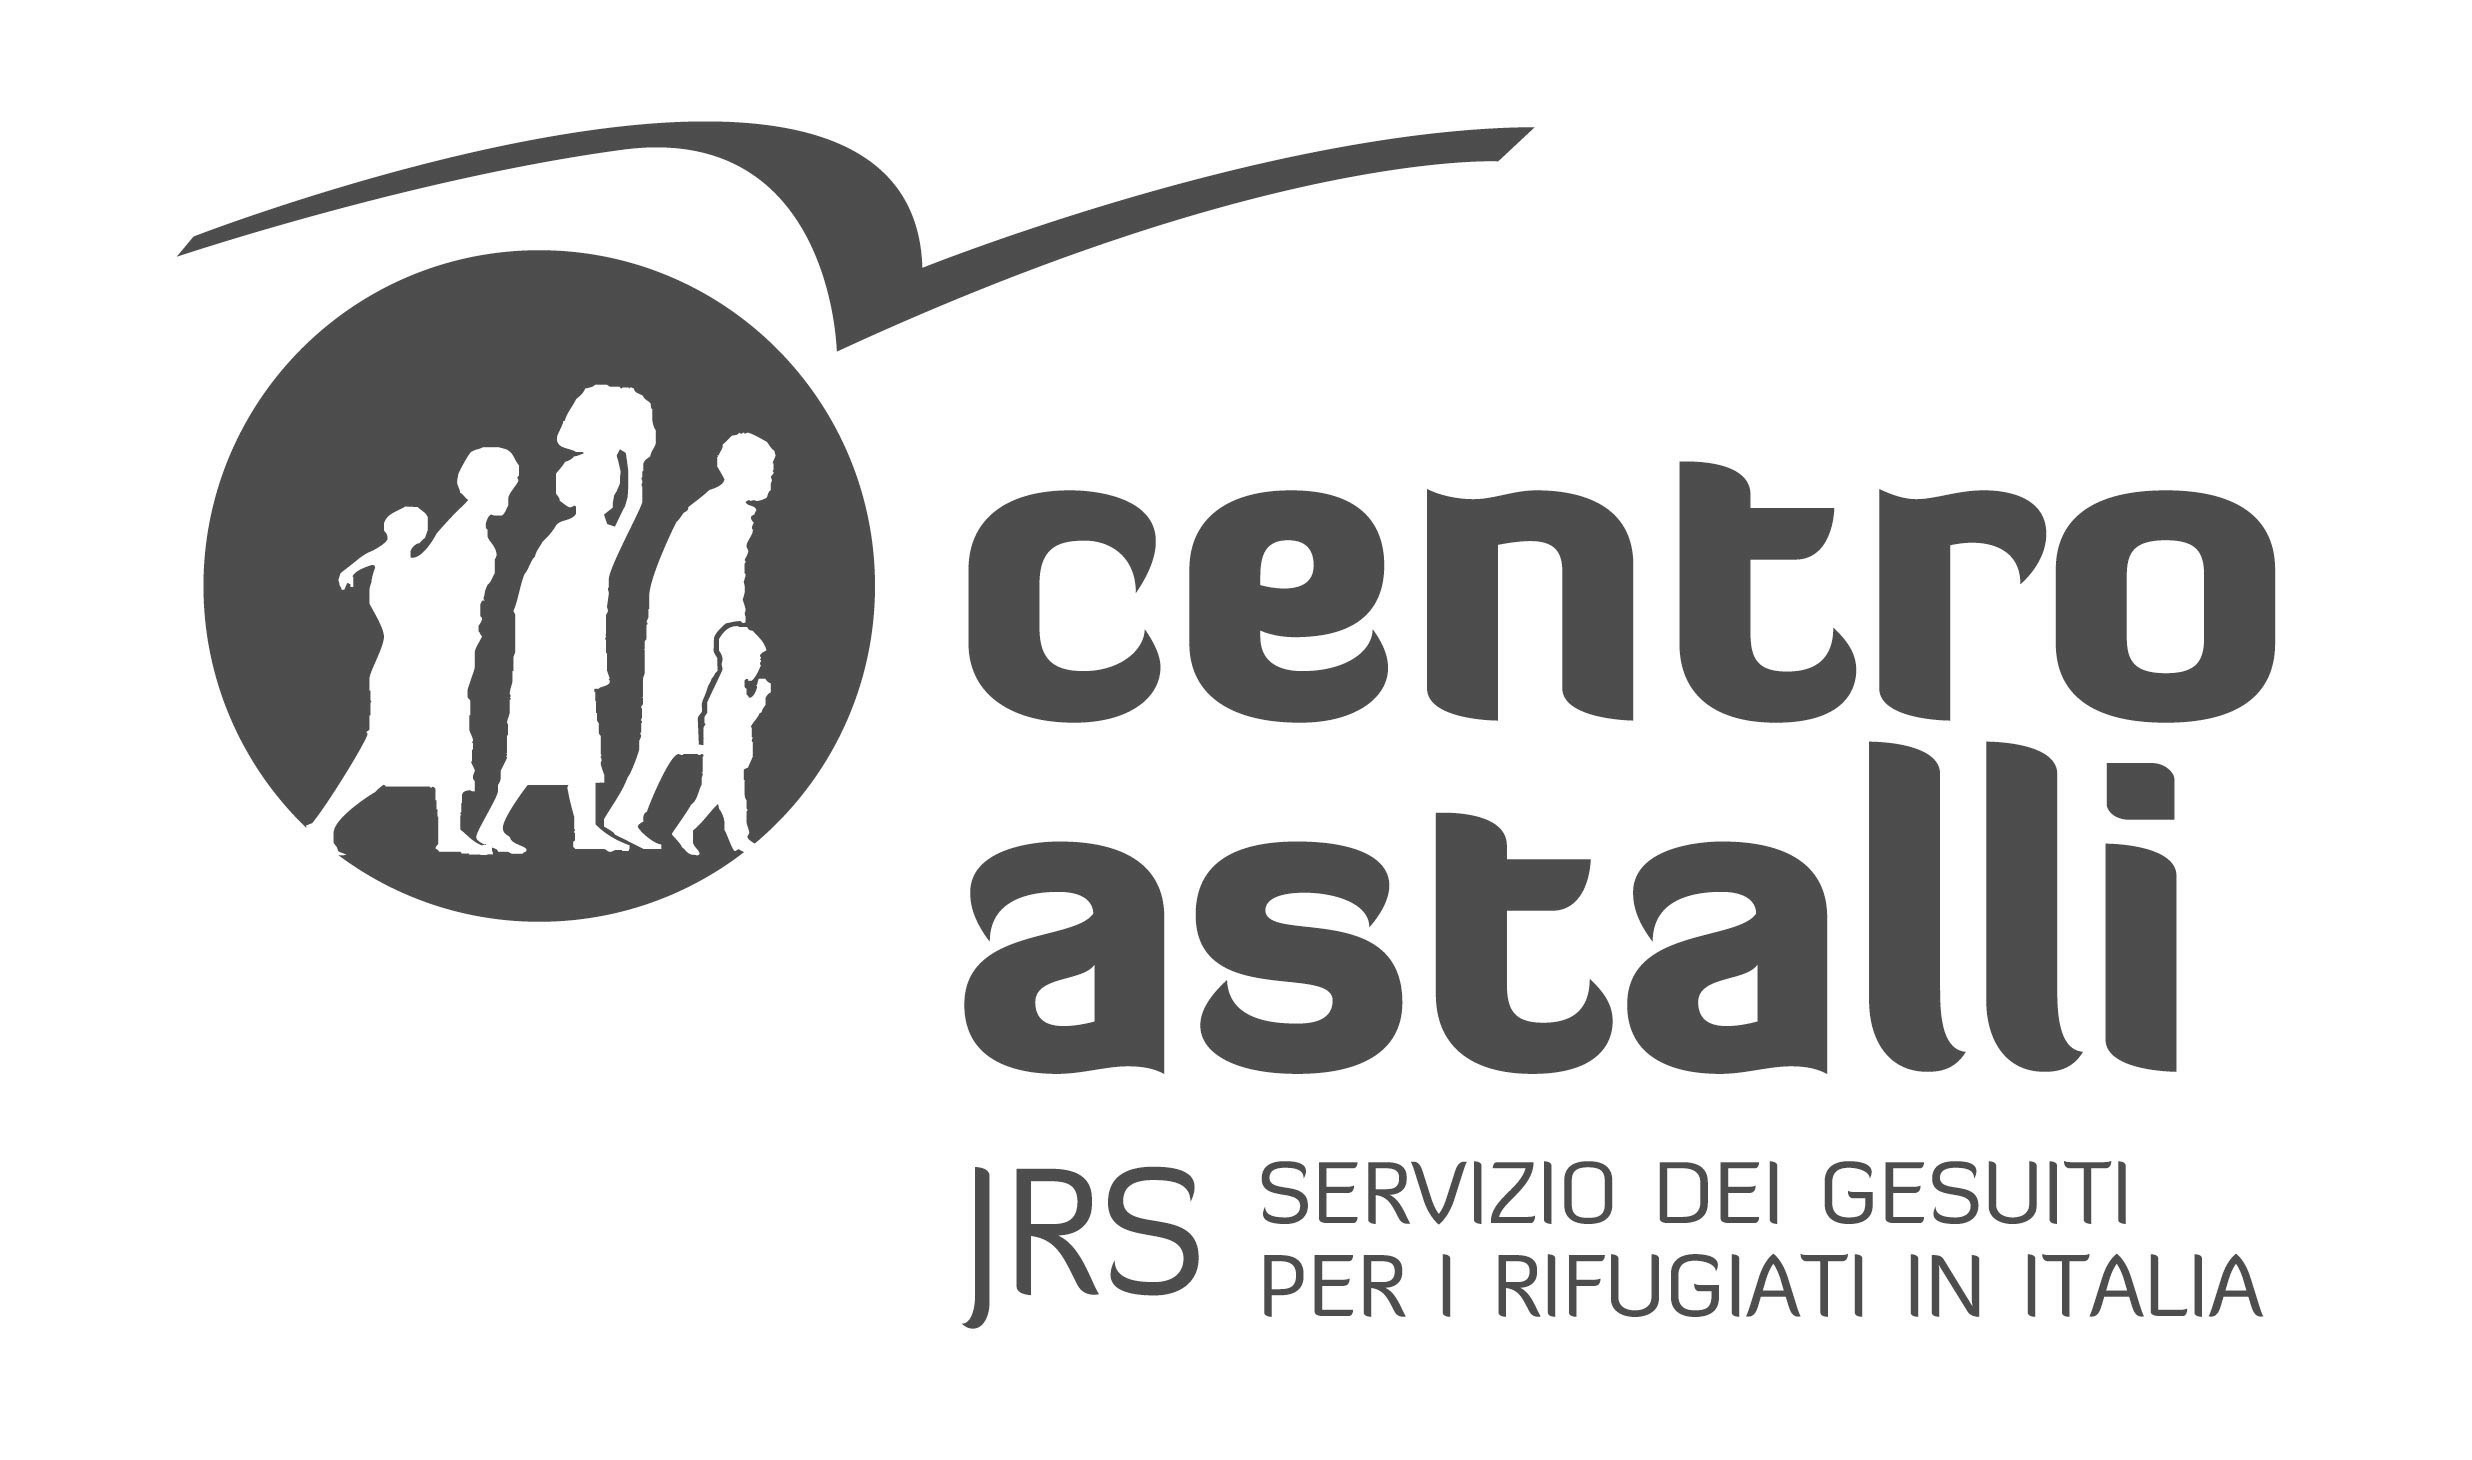 centro
astalli
JRS
SERVIZIO DEI GESUITI
PER I RIFUGIATI IN ITALIA